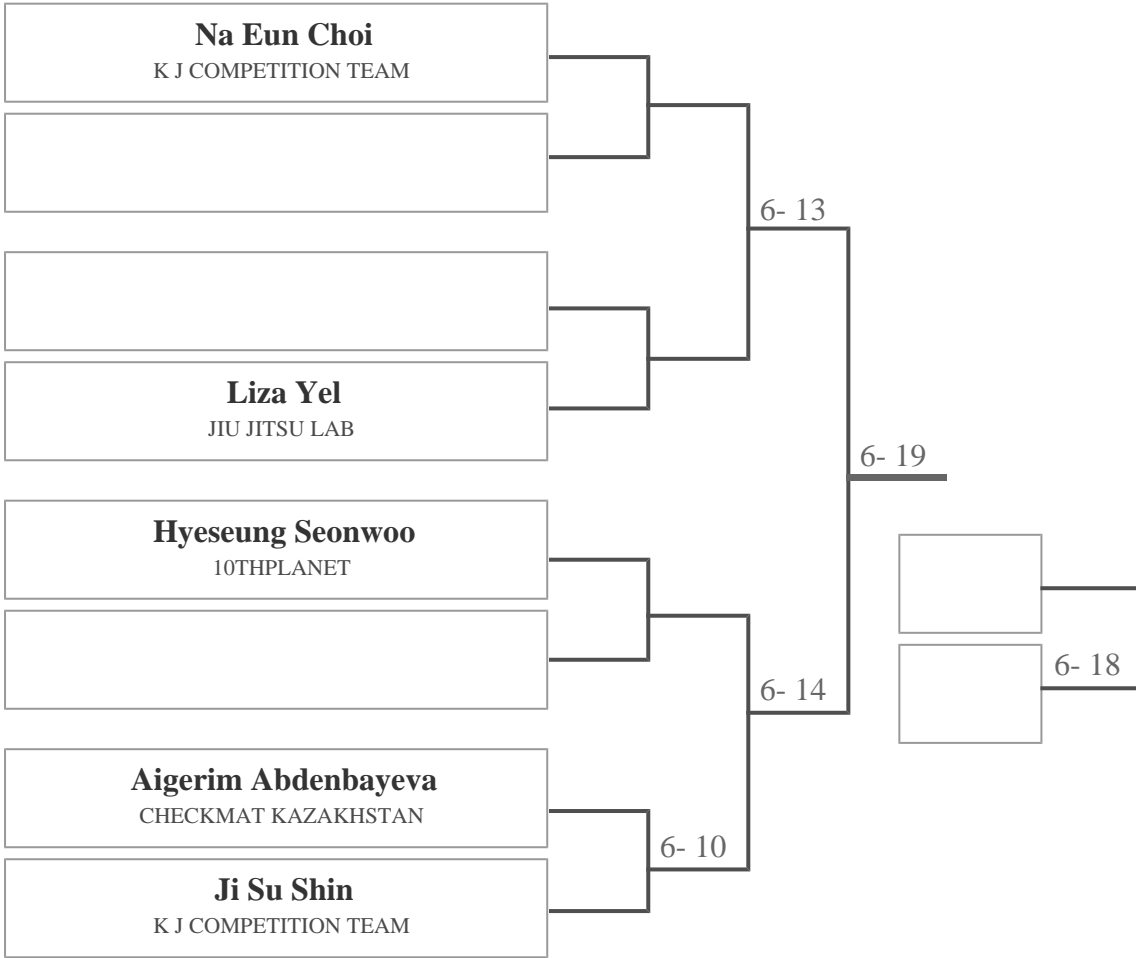 Na Eun Choi
K J COMPETITION TEAM
6- 13
Liza Yel
JIU JITSU LAB
6- 19
Hyeseung Seonwoo
10THPLANET
6- 18
6- 14
Aigerim Abdenbayeva
CHECKMAT KAZAKHSTAN
6- 10
Ji Su Shin
K J COMPETITION TEAM